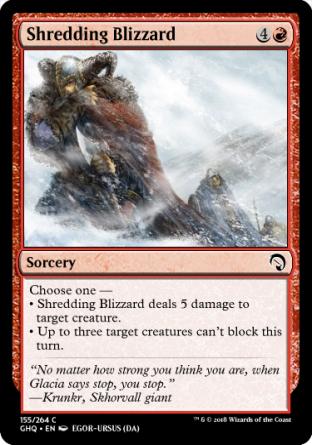 Shredding Blizzard 4
Sorcery
Choose one —
• Shredding Blizzard deals 5 damage to
target creature.
• Up to three target creatures can't block this
turn.
“No matter how strong you think you are, when
Glacia says stop, you stop.”
—Krunkr, Skhorvall giant
155/264 C
GHQ • EN EGOR-URSUS (DA)
™ & © 2018 Wizards of the Coast